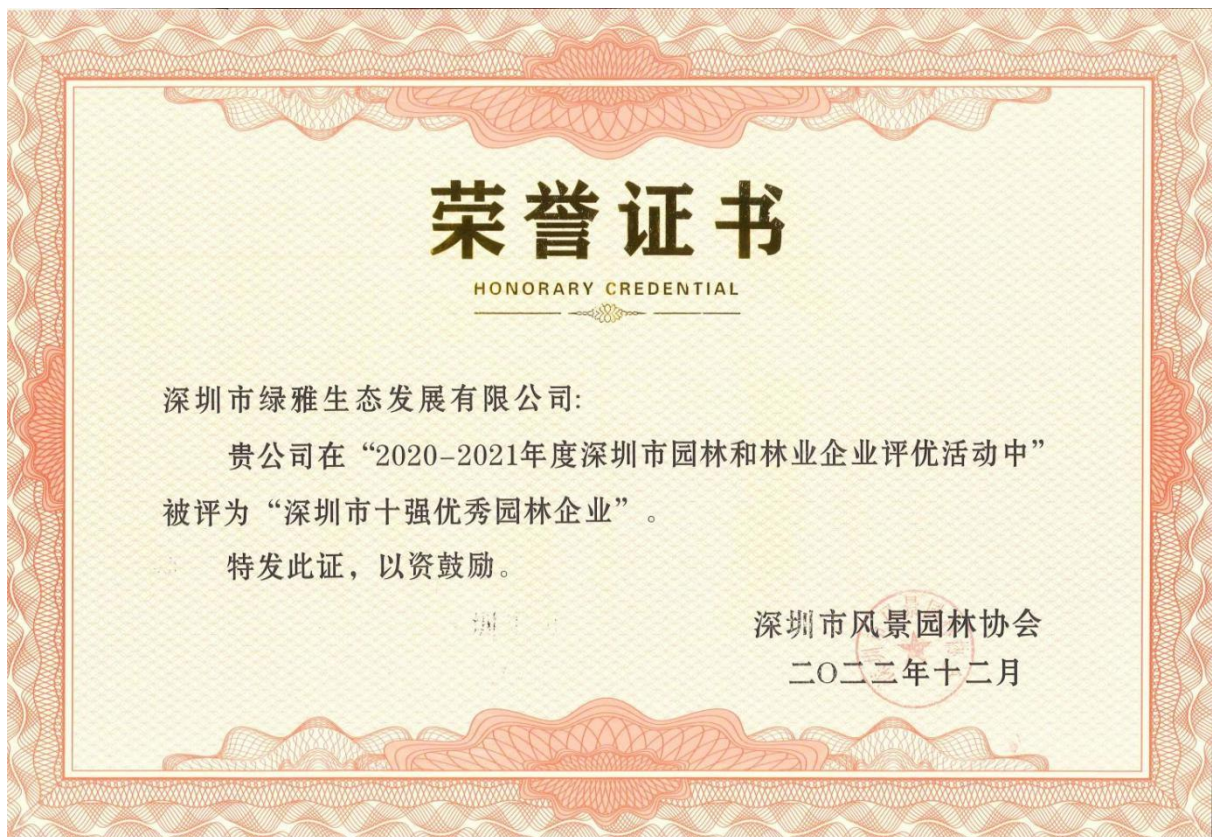 荣誉证书
HONORARY CREDENTIAL
深圳市绿雅生态发展有限公司:
贵公司在“2020-2021年度深圳市园林和林业企业评优活动中”
被评为“深圳市十强优秀园林企业”。
特发此证，以资鼓励。
深圳市风景园林协会
二〇二二年十二月